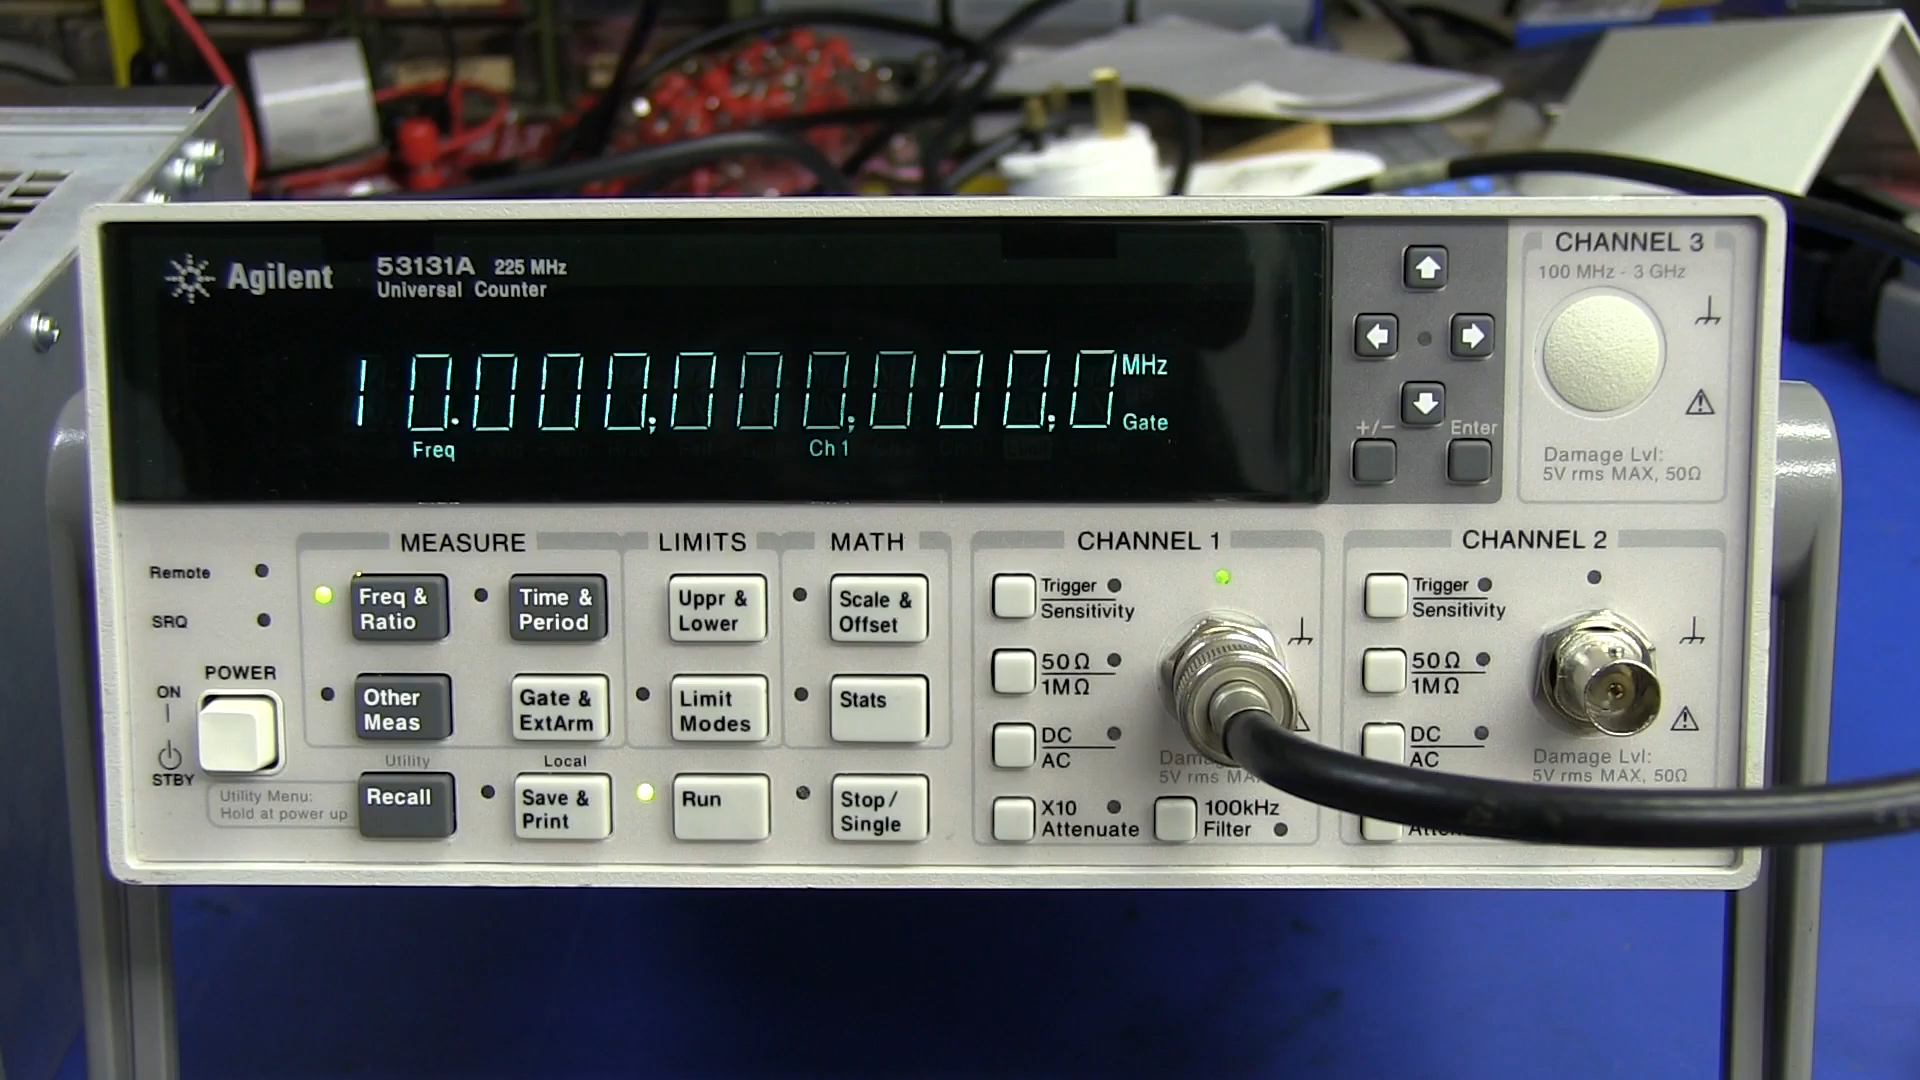 Agilent
53131A 225 MHz
Universal Counter
10.000,000,000,0 MHz
Gate
Freq
Ch 1
CHANNEL 3
100 MHz - 3 GHz
+/-
Enter
Damage Lvl:
5V rms MAX, 50Ω
MEASURE
LIMITS
MATH
CHANNEL 1
CHANNEL 2
Remote
SRQ
POWER
ON
STBY
Freq &
Ratio
Time &
Period
Uppr &
Lower
Scale &
Offset
Other
Meas
Gate &
ExtArm
Limit
Modes
Stats
Utility
Local
Utility Menu:
Hold at power up
Recall
Save &
Print
Run
Stop/
Single
Trigger
Sensitivity
50Ω
1MΩ
DC
AC
X10
Attenuate
100kHz
Filter
5V rms
Trigger
Sensitivity
50Ω
1MΩ
DC
AC
Damage Lvl:
5V rms MAX, 50Ω